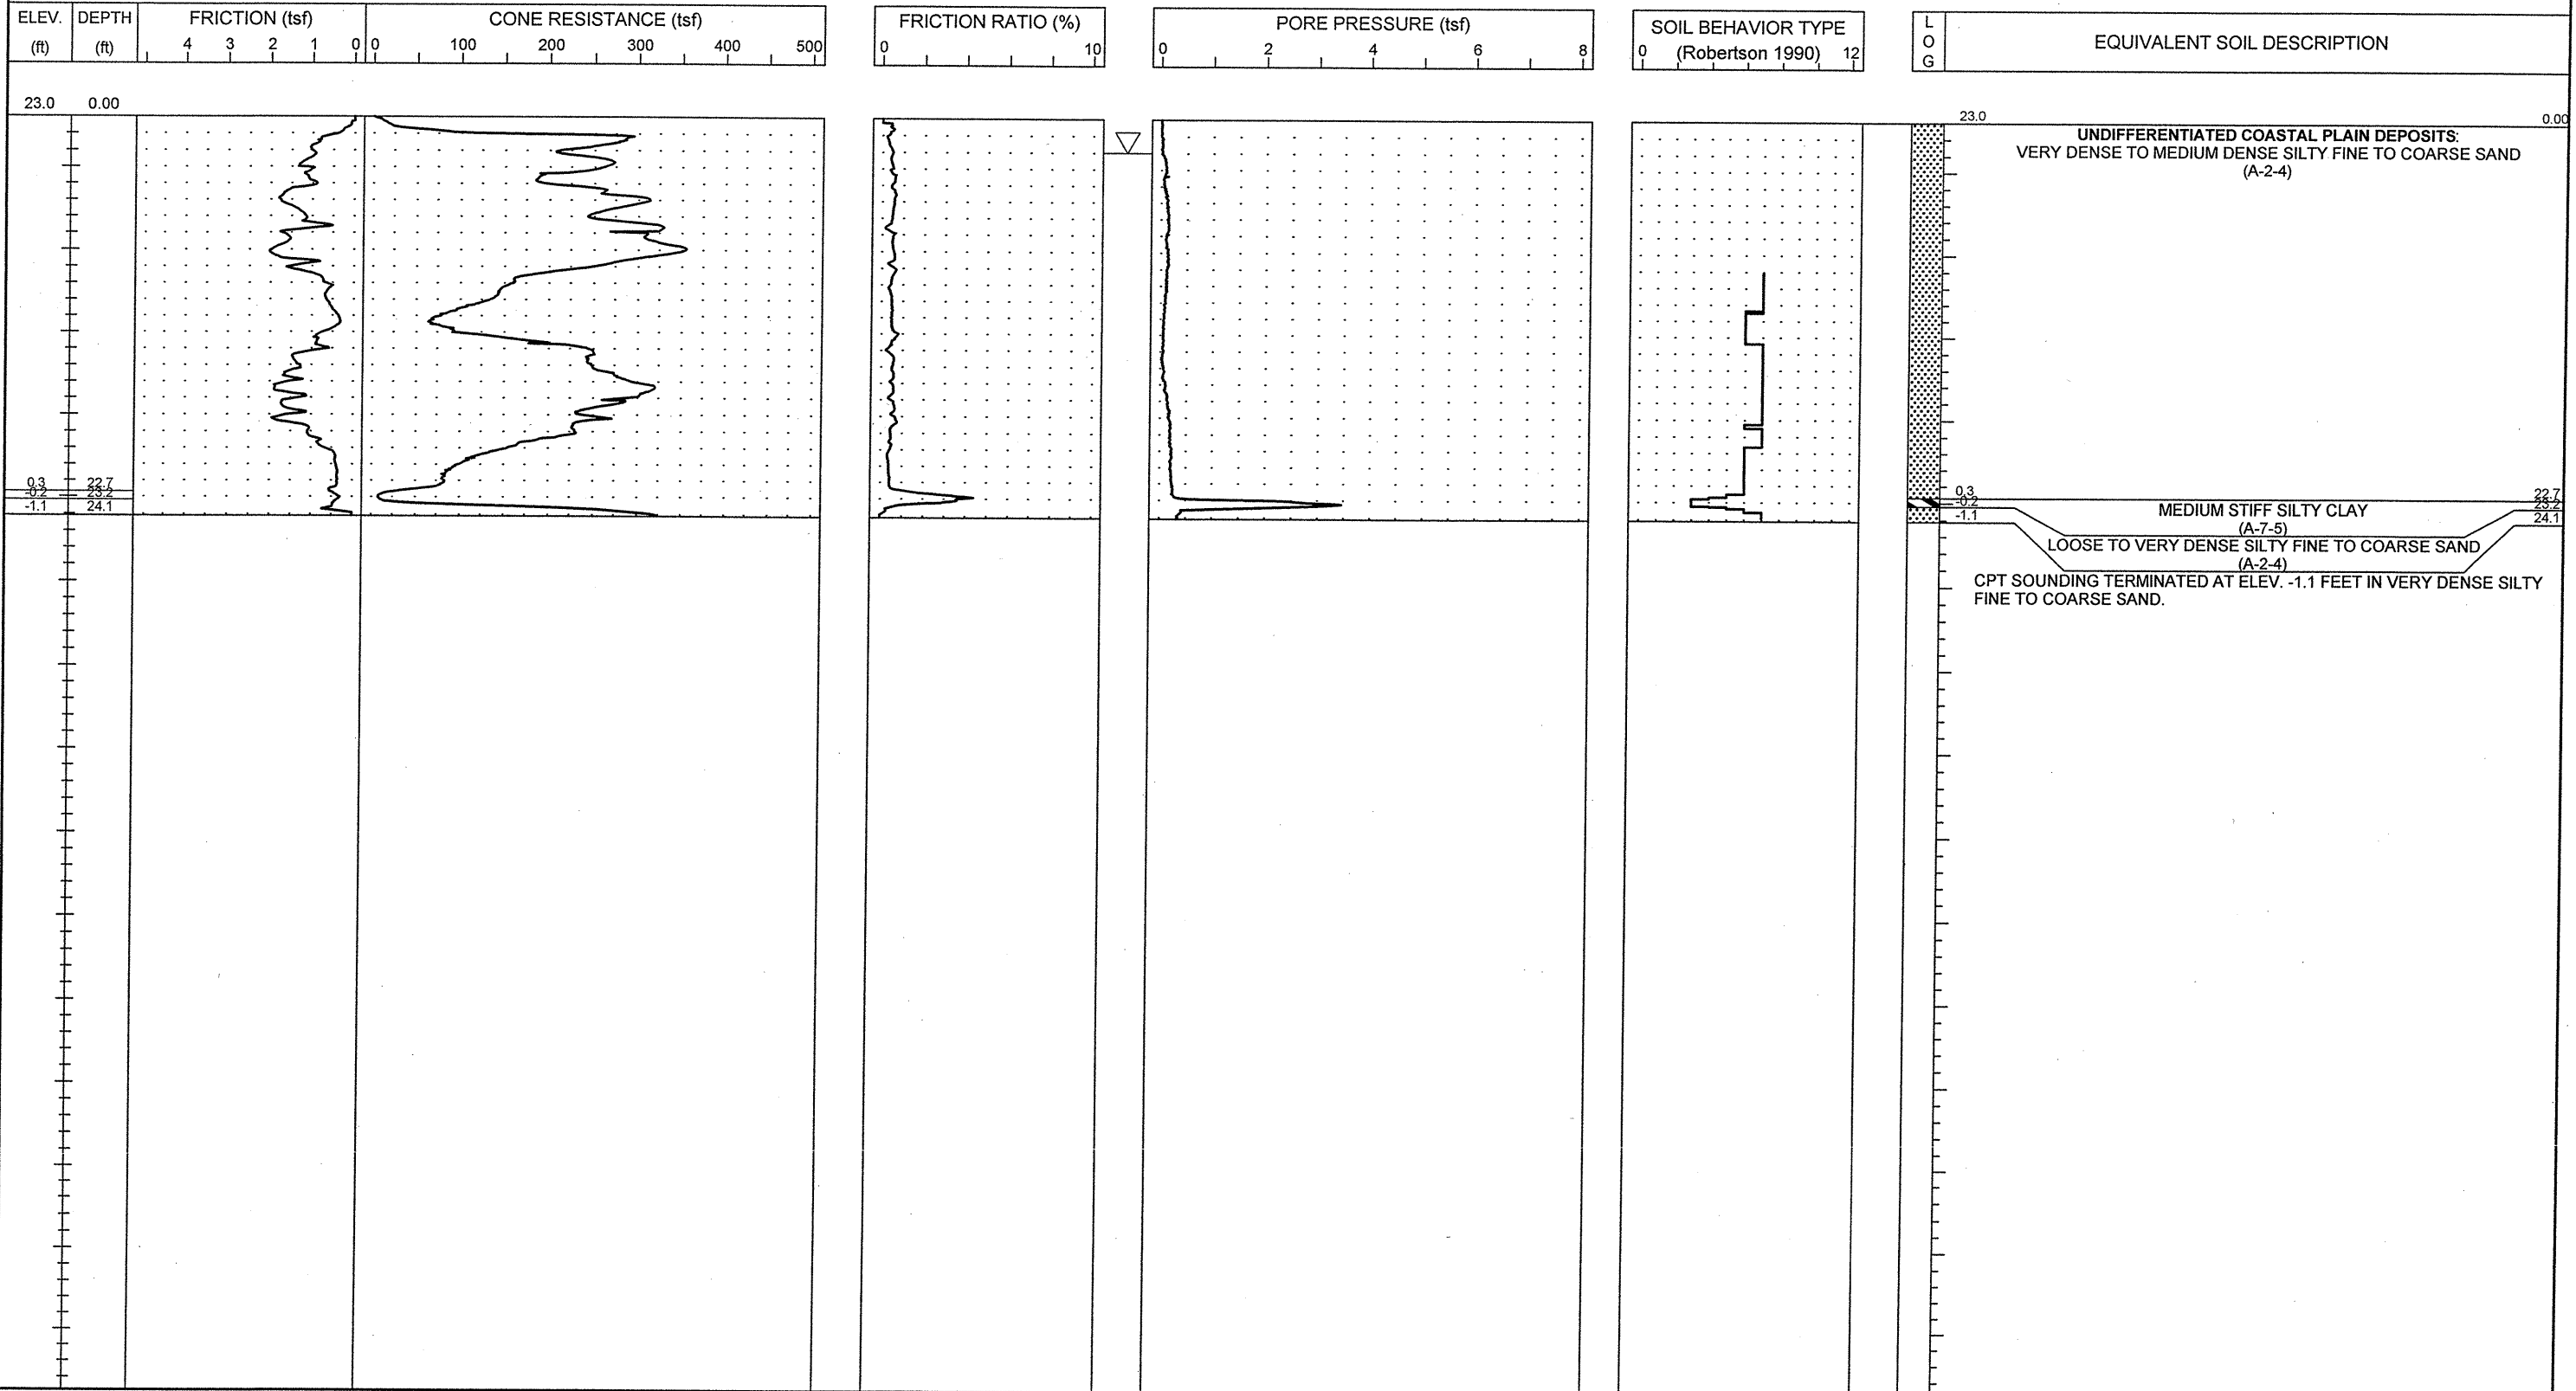 ELEV. DEPTH FRICTION (tsf) CONE RESISTANCE (tsf) FRICTION RATIO (%) PORE PRESSURE (tsf) SOIL BEHAVIOR TYPE LOG EQUIVALENT SOIL DESCRIPTION
(ft) (ft) 4 3 2 1 0 0 100 200 300 400 500 0 10 0 2 4 6 8 0 (Robertson 1990) 12
23.0 0.00
23.0 0.00
UNDIFFERENTIATED COASTAL PLAIN DEPOSITS:
VERY DENSE TO MEDIUM DENSE SILTY FINE TO COARSE SAND
(A-2-4)
0.3 22.7
-0.2 23.2
-1.1 24.1
0.3 22.7
-0.2 23.2
-1.1 24.1
MEDIUM STIFF SILTY CLAY
(A-7-5)
LOOSE TO VERY DENSE SILTY FINE TO COARSE SAND
(A-2-4)
CPT SOUNDING TERMINATED AT ELEV. -1.1 FEET IN VERY DENSE SILTY
FINE TO COARSE SAND.